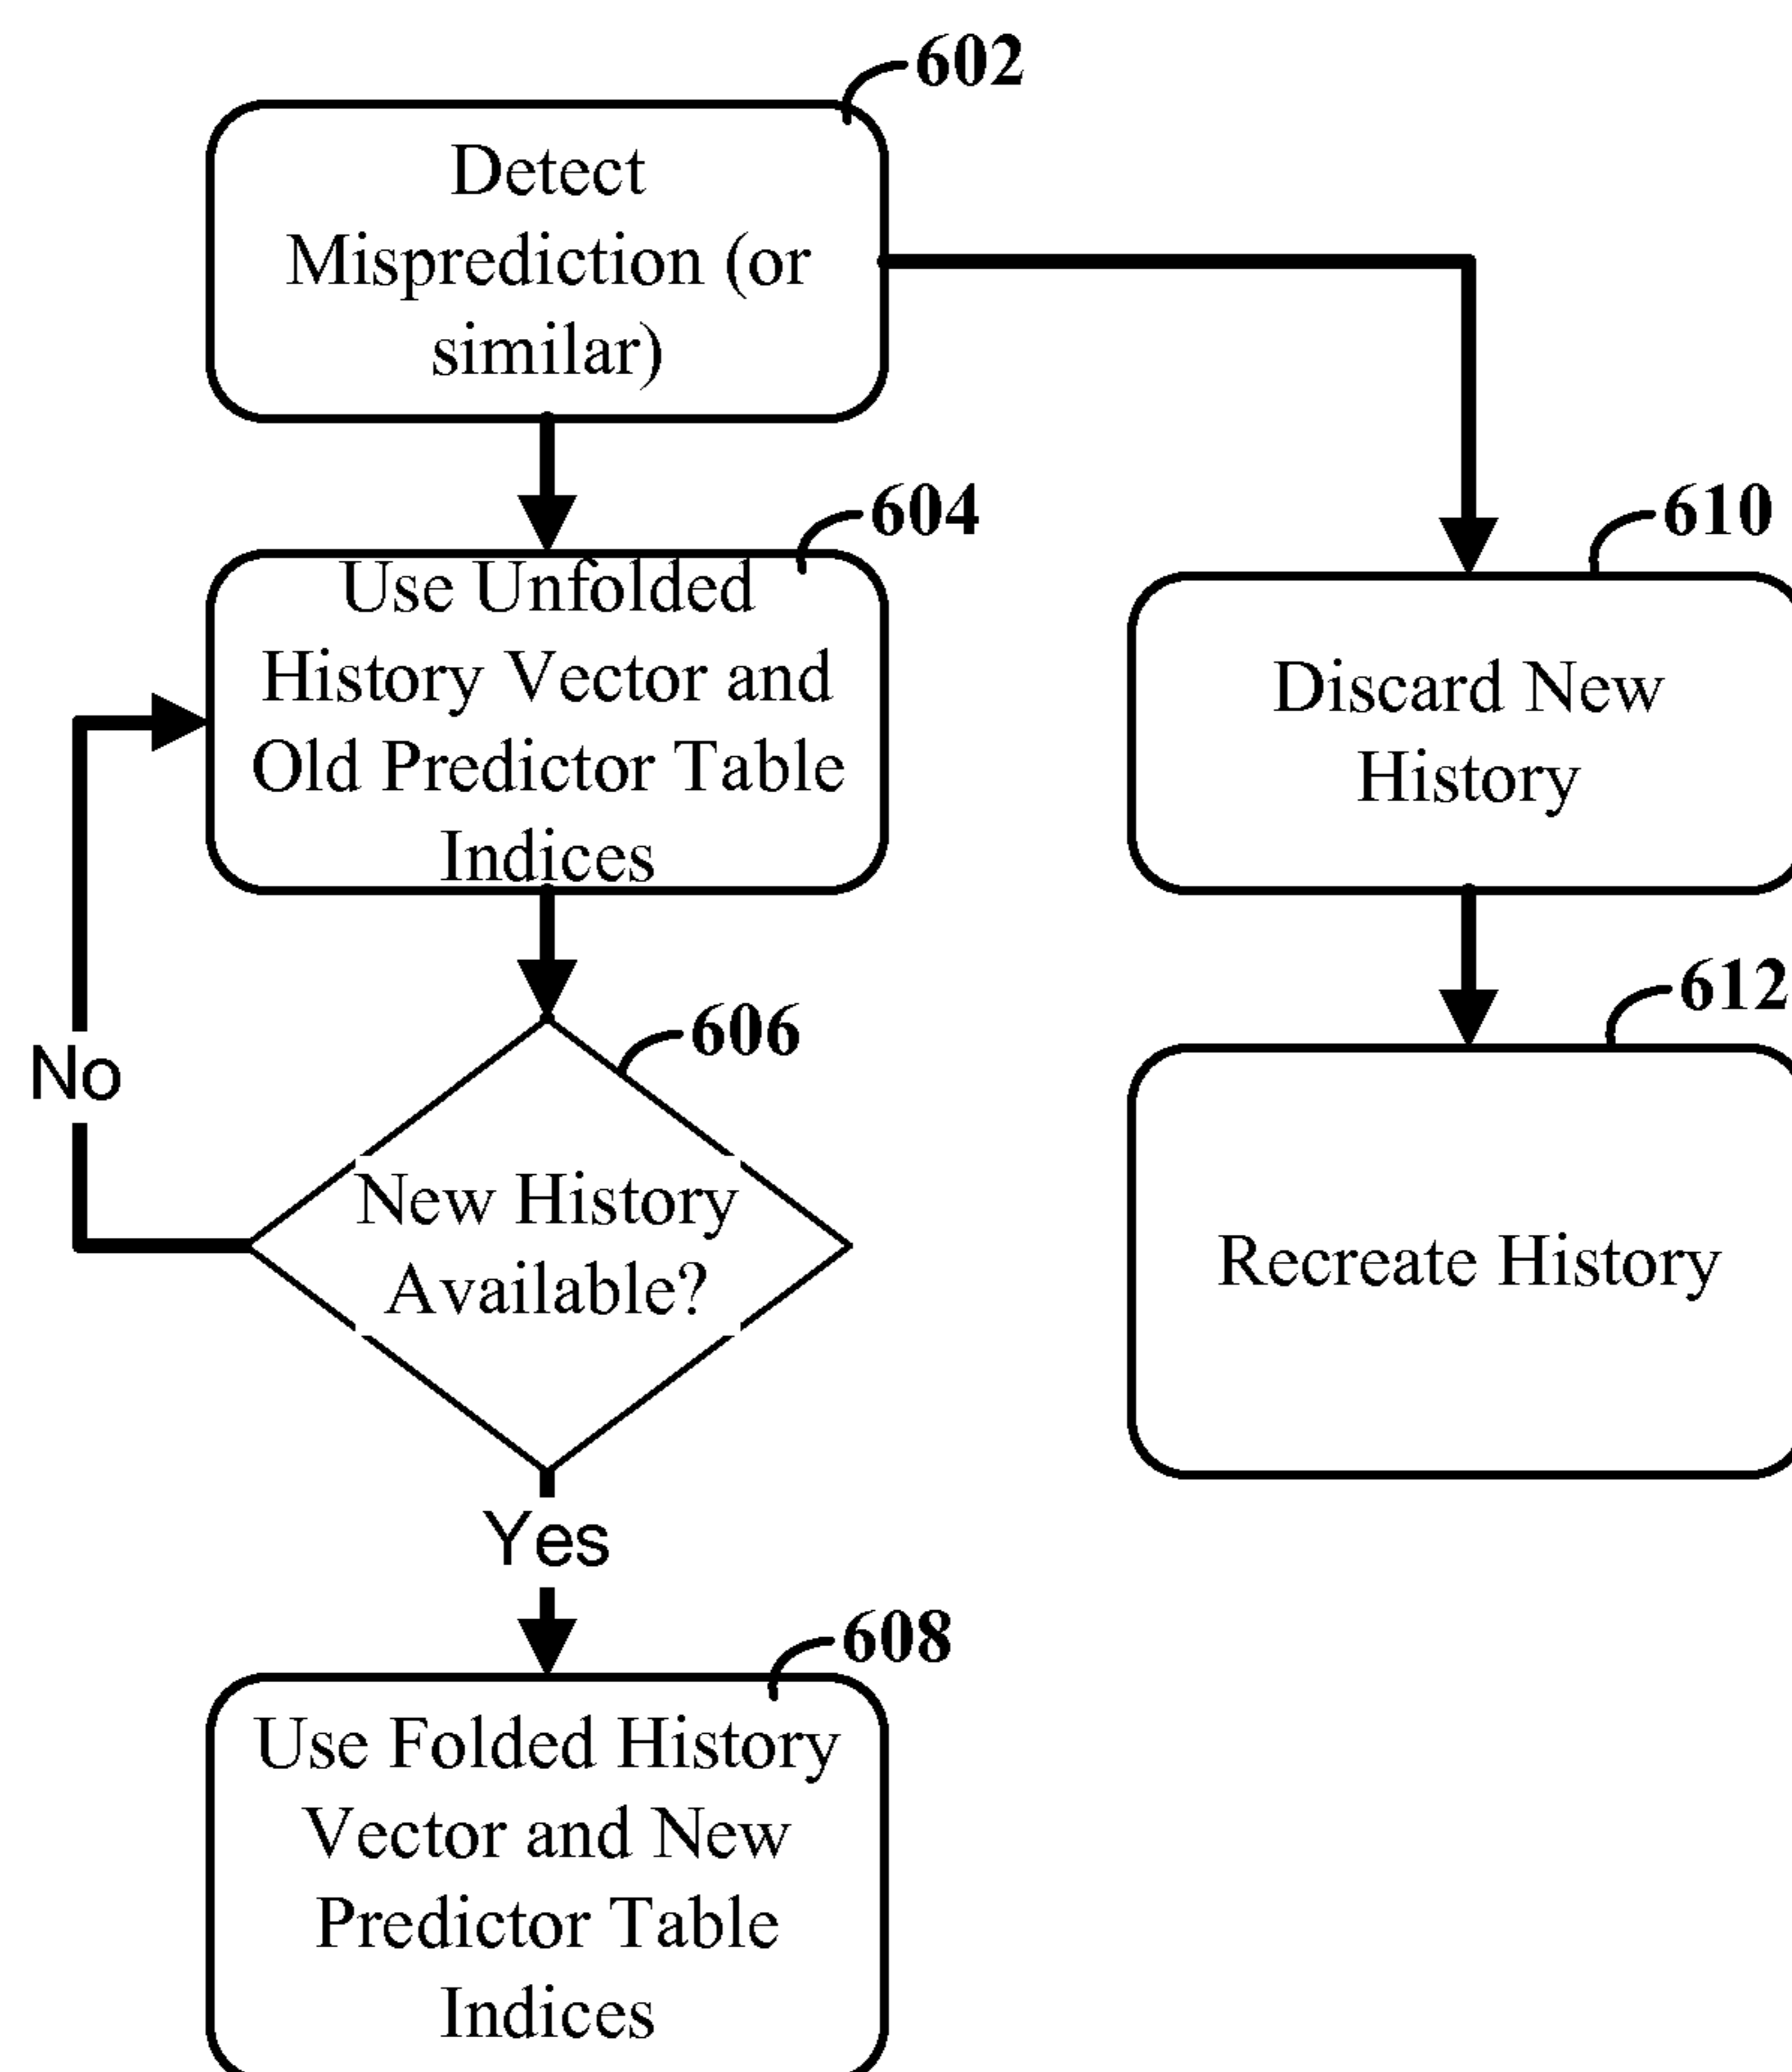 602
Detect
Misprediction (or
similar)
604
Use Unfolded
History Vector and
Old Predictor Table
Indices
610
Discard New
History
612
Recreate History
606
New History
Available?
No
Yes
608
Use Folded History
Vector and New
Predictor Table
Indices